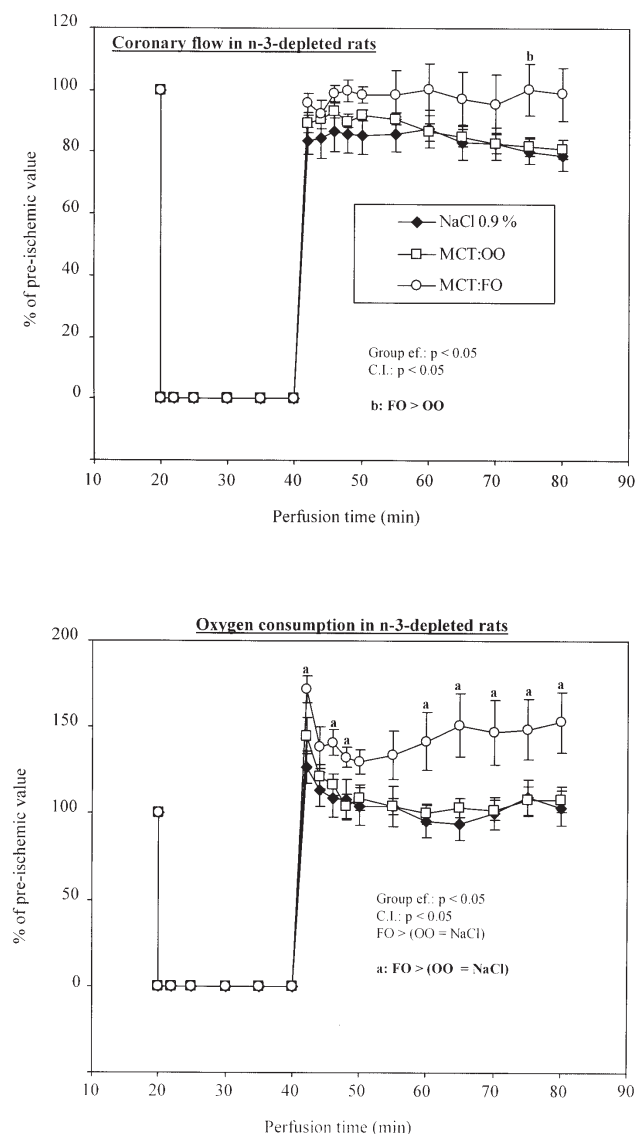 Coronary flow in n-3-depleted rats
120
100
80
60
40
20
0
% of pre-ischemic value
b
NaCl 0.9 %
MCT:OO
MCT:FO
Group ef.: p < 0.05
C.I.: p < 0.05
b: FO > OO
10 20 30 40 50 60 70 80 90
Perfusion time (min)
Oxygen consumption in n-3-depleted rats
200
150
100
50
0
% of pre-ischemic value
a a a a a a a a
Group ef.: p < 0.05
C.I.: p < 0.05
FO > (OO = NaCl)
a: FO > (OO = NaCl)
10 20 30 40 50 60 70 80 90
Perfusion time (min)